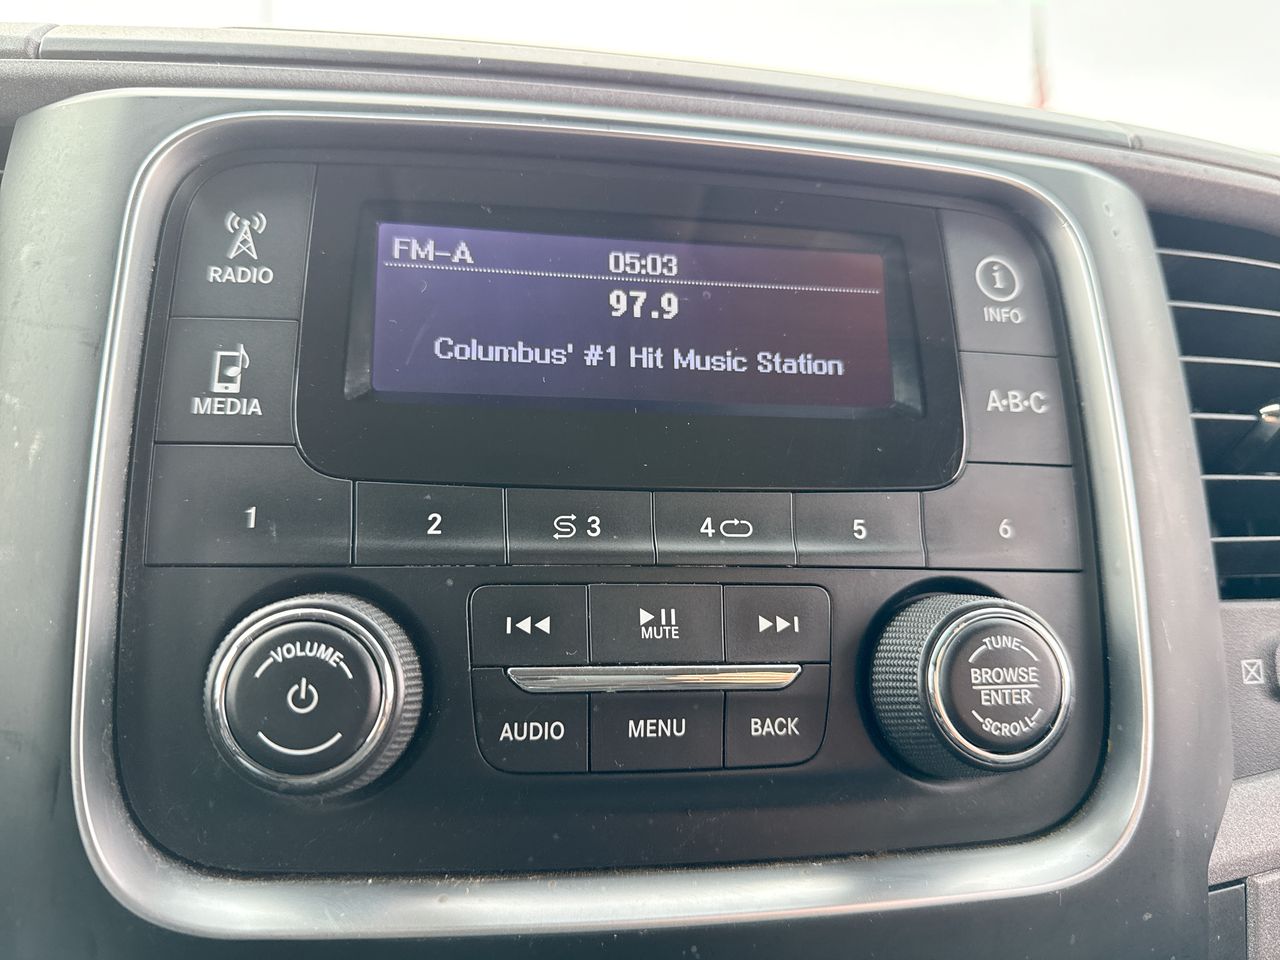 FM-A
05:03
97.9
Columbus' #1 Hit Music Station
RADIO
MEDIA
INFO
A•B•C
1
2
3
4
5
6
VOLUME
MUTE
AUDIO
MENU
BACK
TUNE
BROWSE
ENTER
SCROLL